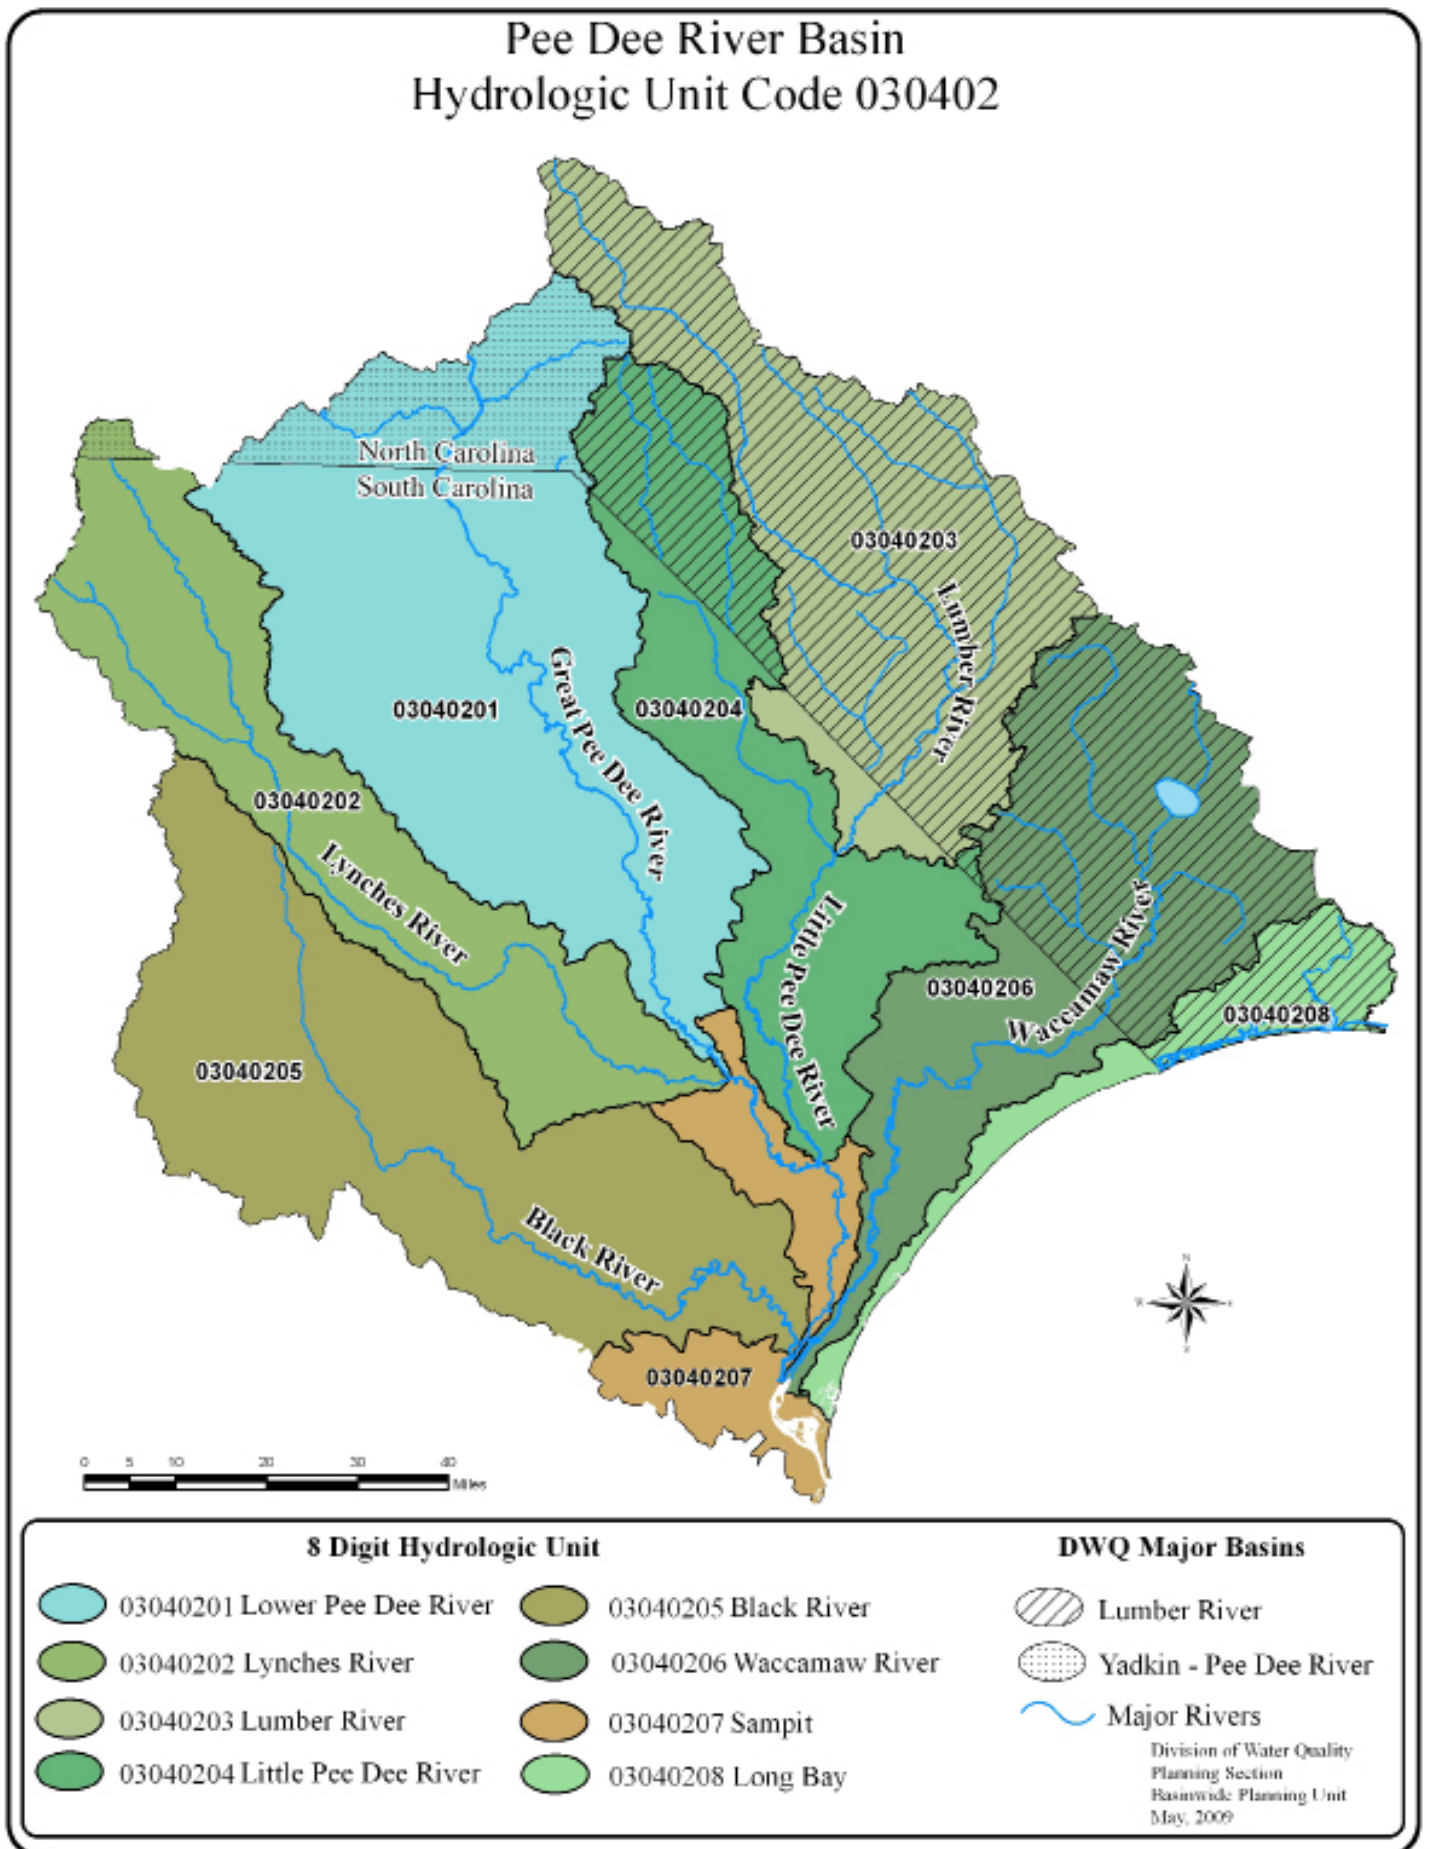 Pee Dee River Basin
Hydrologic Unit Code 030402
North Carolina
South Carolina
03040203
Lumber River
Great Pee Dee River
03040201
03040204
03040202
Lynches River
Little Pee Dee River
03040206
Waccamaw River
03040208
03040205
Black River
N
W
E
S
03040207
0 5 10 20 30 40
Miles
8 Digit Hydrologic Unit
DWQ Major Basins
03040201 Lower Pee Dee River
03040205 Black River
Lumber River
03040202 Lynches River
03040206 Waccamaw River
Yadkin - Pee Dee River
03040203 Lumber River
03040207 Sampit
Major Rivers
03040204 Little Pee Dee River
03040208 Long Bay
Division of Water Quality
Planning Section
Basinwide Planning Unit
May, 2009